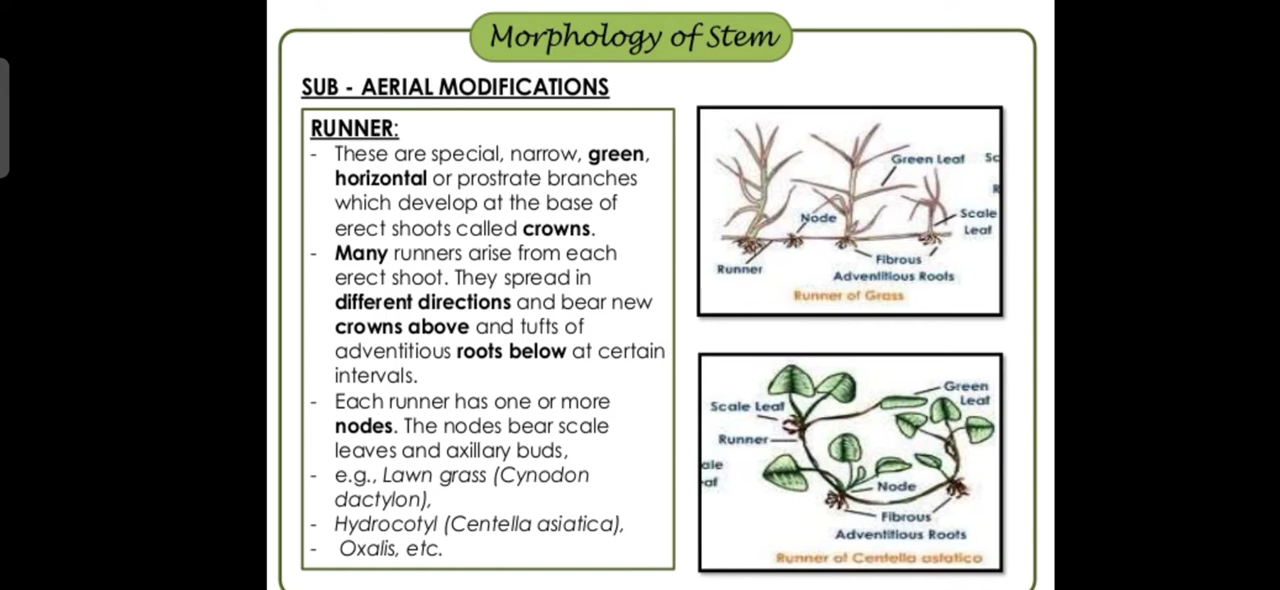 Morphology of Stem
SUB - AERIAL MODIFICATIONS
RUNNER:
- These are special, narrow, green,
horizontal or prostrate branches
which develop at the base of
erect shoots called crowns.
- Many runners arise from each
erect shoot. They spread in
different directions and bear new
crowns above and tufts of
adventitious roots below at certain
intervals.
- Each runner has one or more
nodes. The nodes bear scale
leaves and axillary buds,
- e.g., Lawn grass (Cynodon
dactylon),
- Hydrocotyl (Centella asiatica),
- Oxalis, etc.
Green Leaf
Sc
R
Node
Scale
Leaf
Runner
Fibrous
Adventitious Roots
Runner of Grass
Green
Leaf
Scale Leaf
Runner
ale
af
Node
Fibrous
Adventitious Roots
Runner of Centella astatica